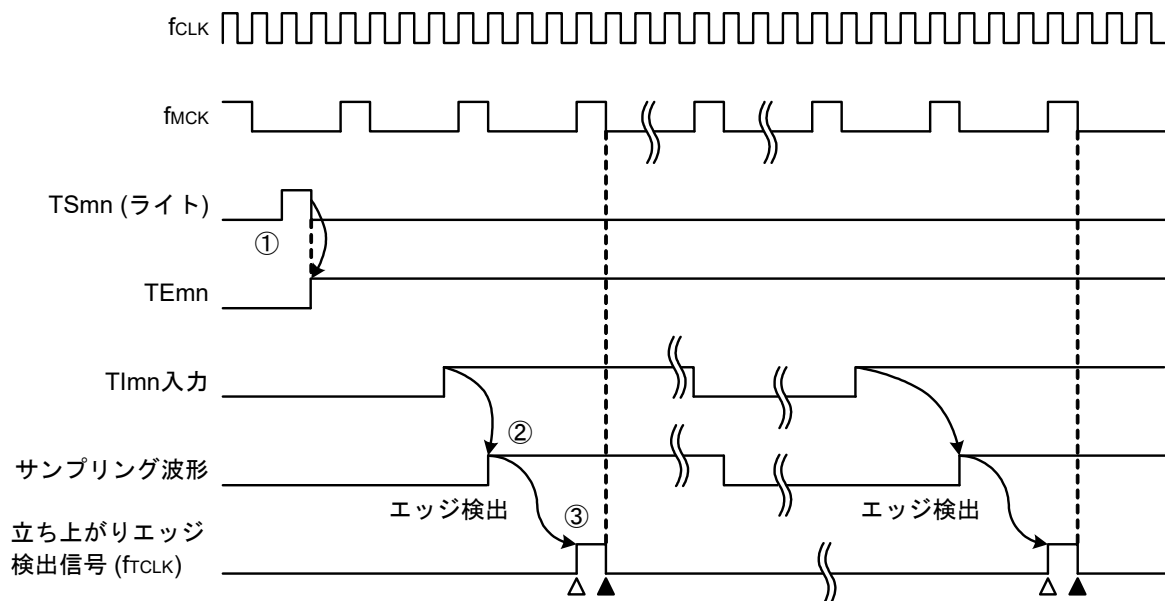 fCLK
fMCK
TSmn (ライト)
①
TEmn
TImn入力
②
サンプリング波形
エッジ検出
エッジ検出
③
立ち上がりエッジ
検出信号 (fTCLK)